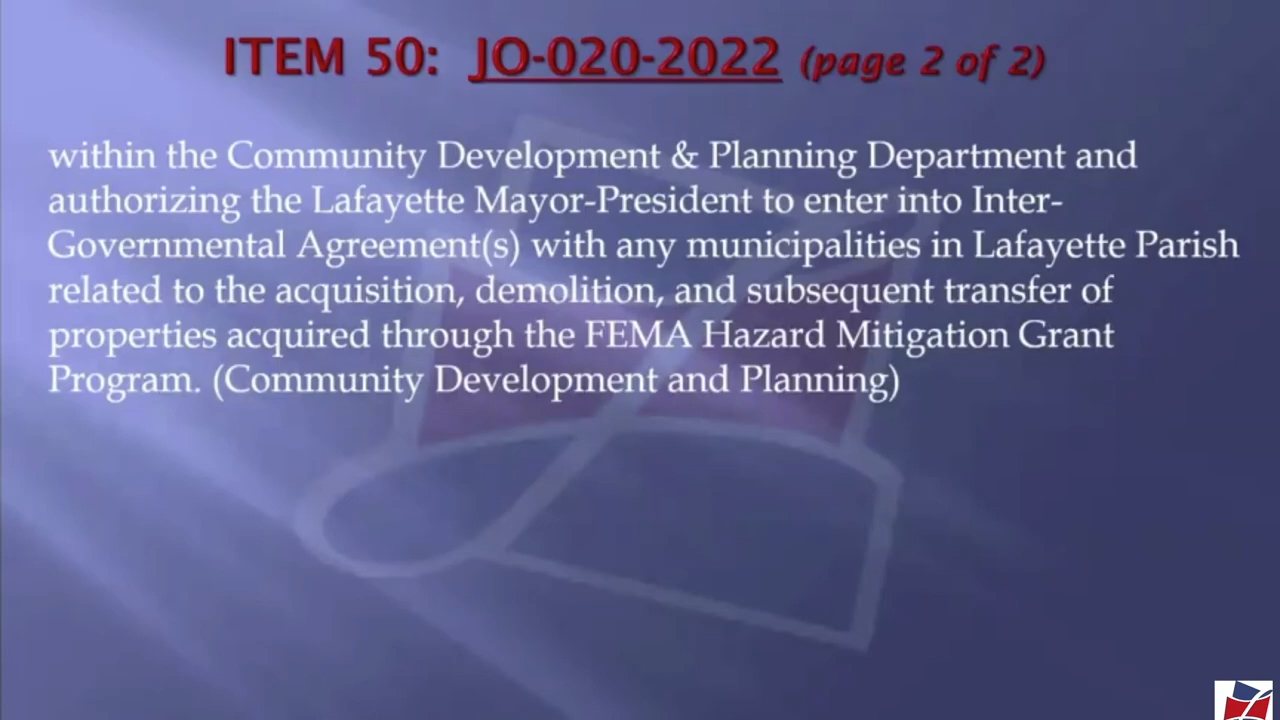 ITEM 50: JO-020-2022 (page 2 of 2)
within the Community Development & Planning Department and
authorizing the Lafayette Mayor-President to enter into Inter-
Governmental Agreement(s) with any municipalities in Lafayette Parish
related to the acquisition, demolition, and subsequent transfer of
properties acquired through the FEMA Hazard Mitigation Grant
Program. (Community Development and Planning)